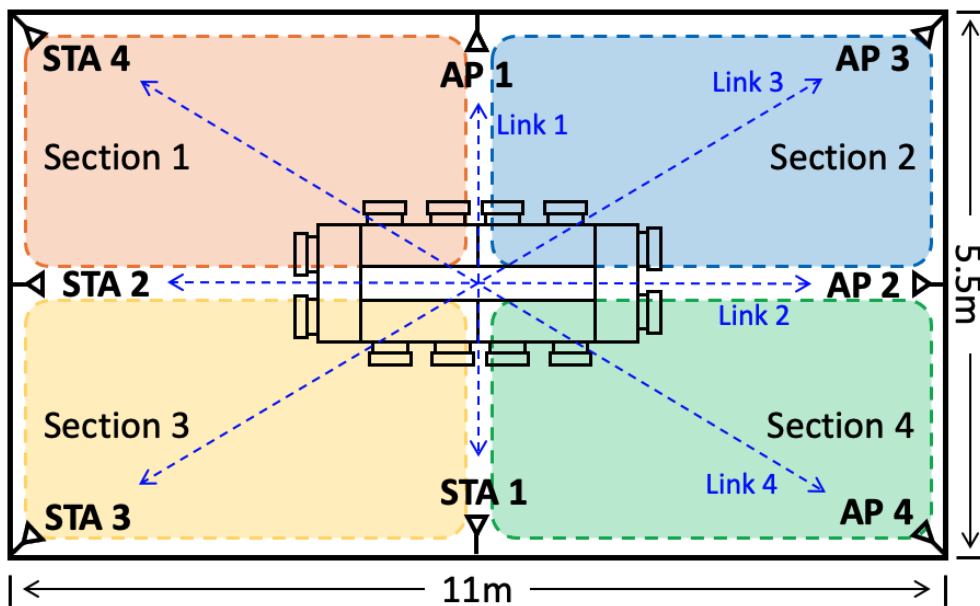 STA 4
AP 1
AP 3
Link 3
Link 1
Section 1
Section 2
STA 2
AP 2
Link 2
5.5m
Section 3
Section 4
Link 4
STA 1
STA 3
AP 4
11m